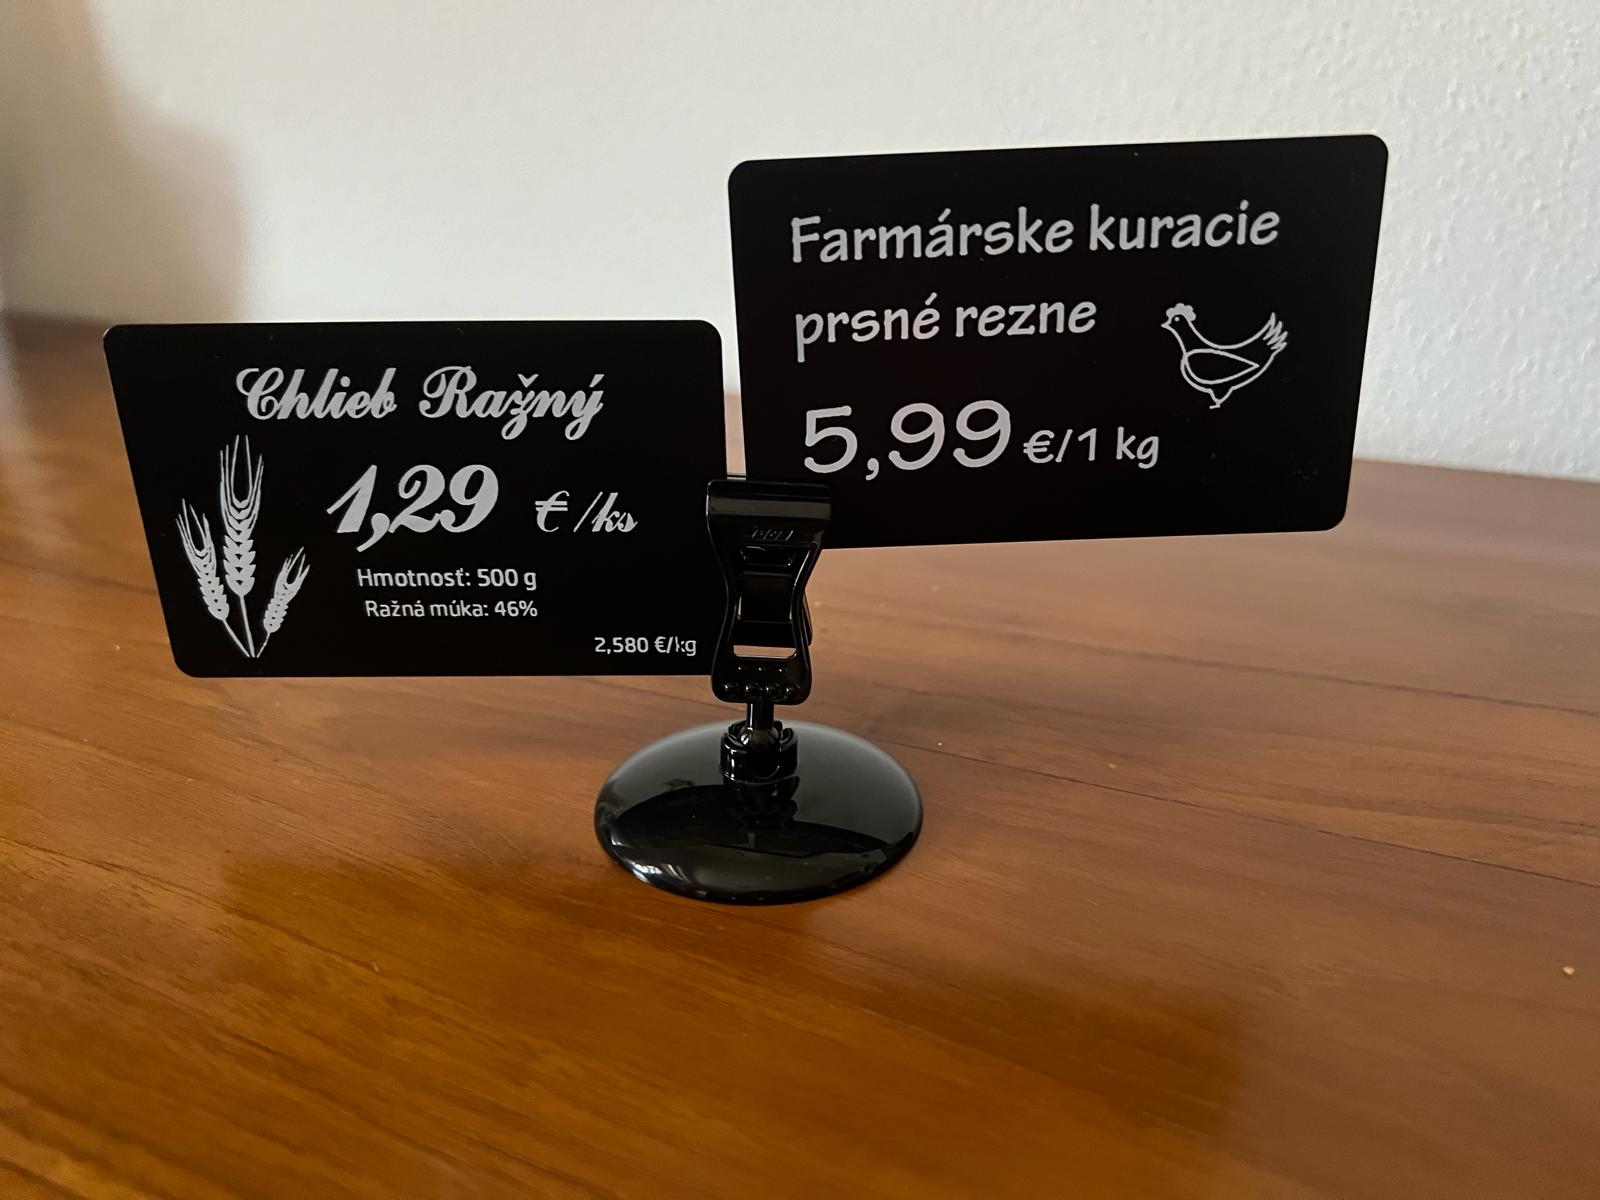 Chlieb Ražný
1,29 €/ks
Hmotnosť: 500 g
Ražná múka: 46%
2,580 €/kg
Farmárske kuracie
prsné rezne
5,99 €/1 kg